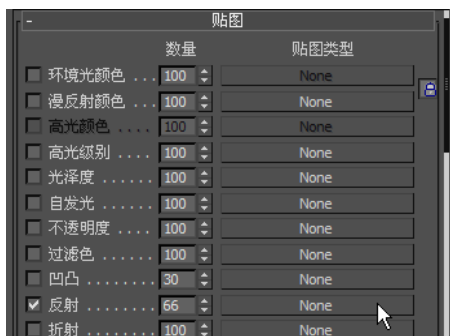 - 贴图
数量 贴图类型
环境光颜色 ... 100 None
漫反射颜色 ... 100 None
高光颜色 .... 100 None
高光级别 .... 100 None
光泽度 ...... 100 None
自发光 ...... 100 None
不透明度 .... 100 None
过滤色 ...... 100 None
凹凸 ........ 30 None
反射 ........ 66 None
折射 ........ 100 None